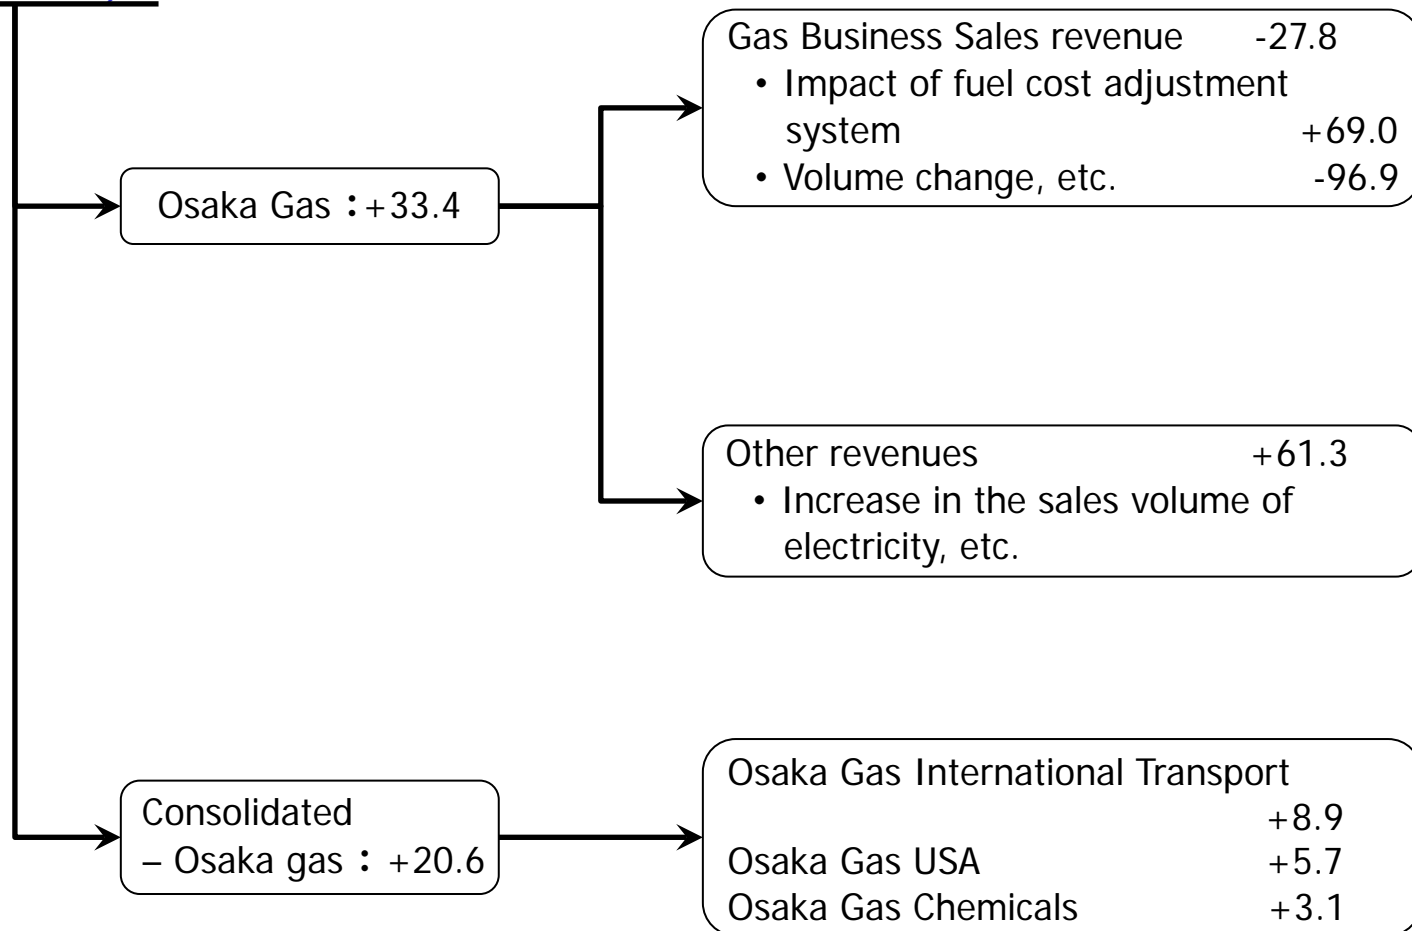 Gas Business Sales revenue -27.8
• Impact of fuel cost adjustment
system +69.0
• Volume change, etc. -96.9
Osaka Gas：+33.4
Other revenues +61.3
• Increase in the sales volume of
electricity, etc.
Consolidated
– Osaka gas：+20.6
Osaka Gas International Transport
+8.9
Osaka Gas USA +5.7
Osaka Gas Chemicals +3.1